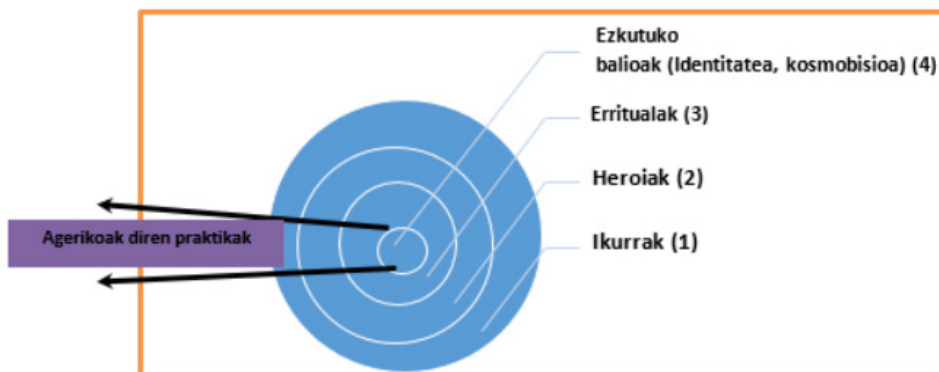 Ezkutuko
balioak (Identitatea, kosmobisioa) (4)
Erritualak (3)
Heroiak (2)
Agerikoak diren praktikak
Ikurrak (1)